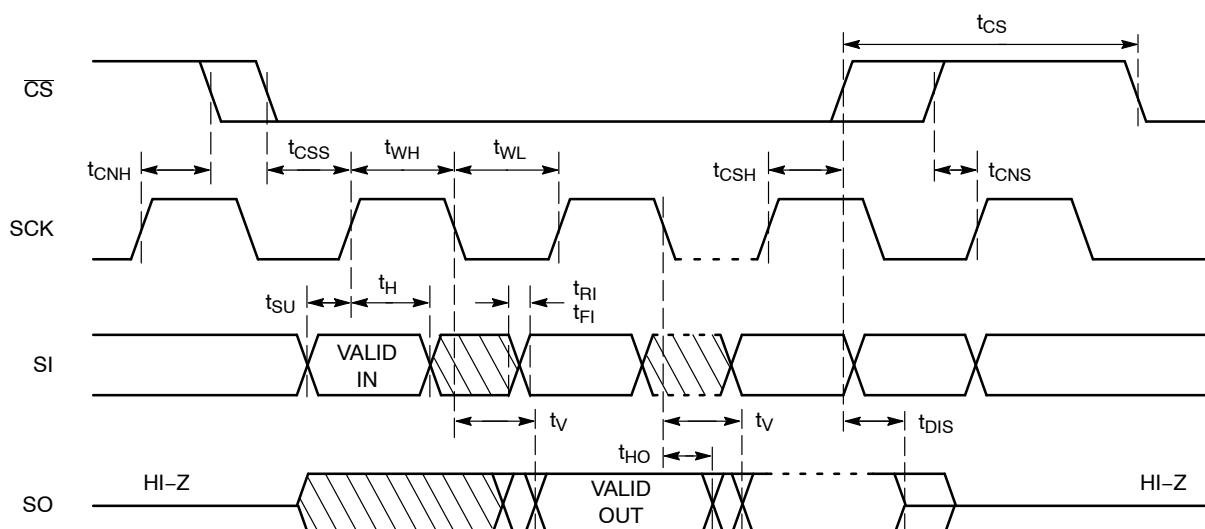 tCS
CS
tCNH
tCSS
tWH
tWL
tCSH
tCNS
SCK
tSU
tH
tRI
tFI
SI
VALID
IN
tV
tV
tDIS
tHO
HI–Z
VALID
OUT
HI–Z
SO